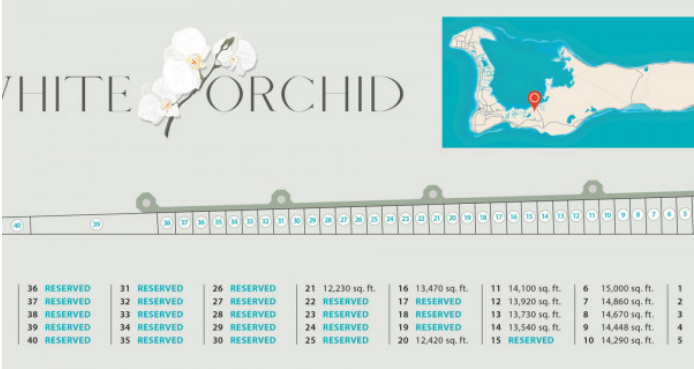 HITE ORCHID
40 39 38 37 36 35 34 33 32 31 30 29 28 27 26 25 24 23 22 21 20 19 18 17 16 15 14 13 12 11 10 9 8 7 6 5
36 RESERVED 31 RESERVED 26 RESERVED 21 12,230 sq. ft. 16 13,470 sq. ft. 11 14,100 sq. ft. 6 15,000 sq. ft. 1
37 RESERVED 32 RESERVED 27 RESERVED 22 RESERVED 17 RESERVED 12 13,920 sq. ft. 7 14,860 sq. ft. 2
38 RESERVED 33 RESERVED 28 RESERVED 23 RESERVED 18 RESERVED 13 13,730 sq. ft. 8 14,670 sq. ft. 3
39 RESERVED 34 RESERVED 29 RESERVED 24 RESERVED 19 RESERVED 14 13,540 sq. ft. 9 14,448 sq. ft. 4
40 RESERVED 35 RESERVED 30 RESERVED 25 RESERVED 20 12,420 sq. ft. 15 RESERVED 10 14,290 sq. ft. 5